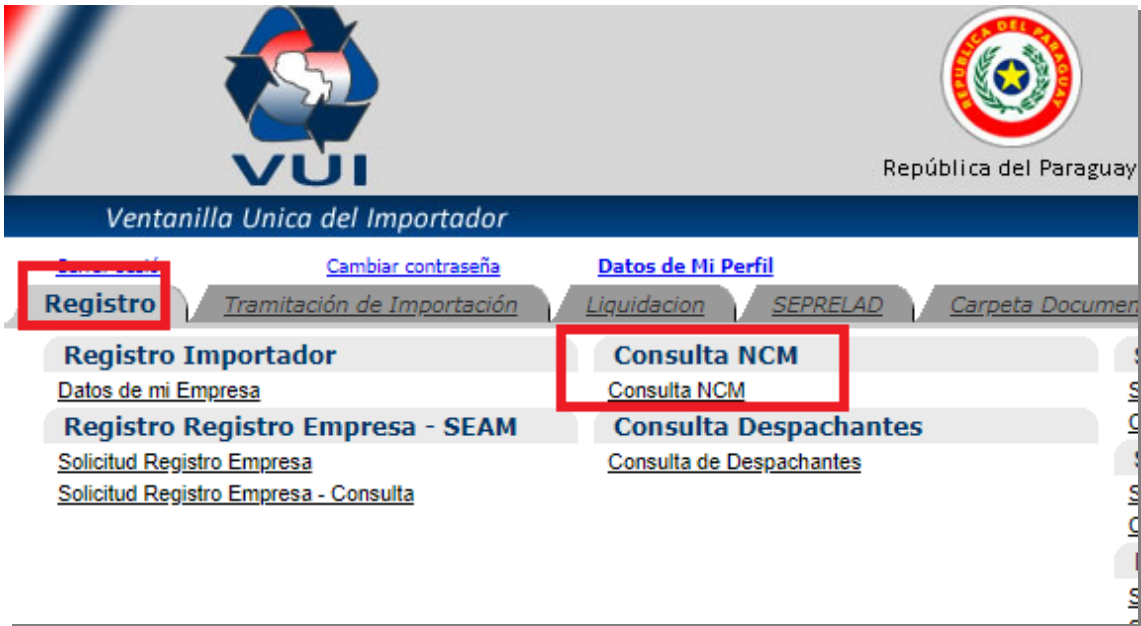 VUI
REPUBLICA DEL PARAGUAY
República del Paraguay
Ventanilla Unica del Importador
Cambiar contraseña
Datos de Mi Perfil
Registro
Tramitación de Importación
Liquidacion
SEPRELAD
Carpeta Documen
Registro Importador
Consulta NCM
Datos de mi Empresa
Consulta NCM
Registro Registro Empresa - SEAM
Consulta Despachantes
Solicitud Registro Empresa
Consulta de Despachantes
Solicitud Registro Empresa - Consulta